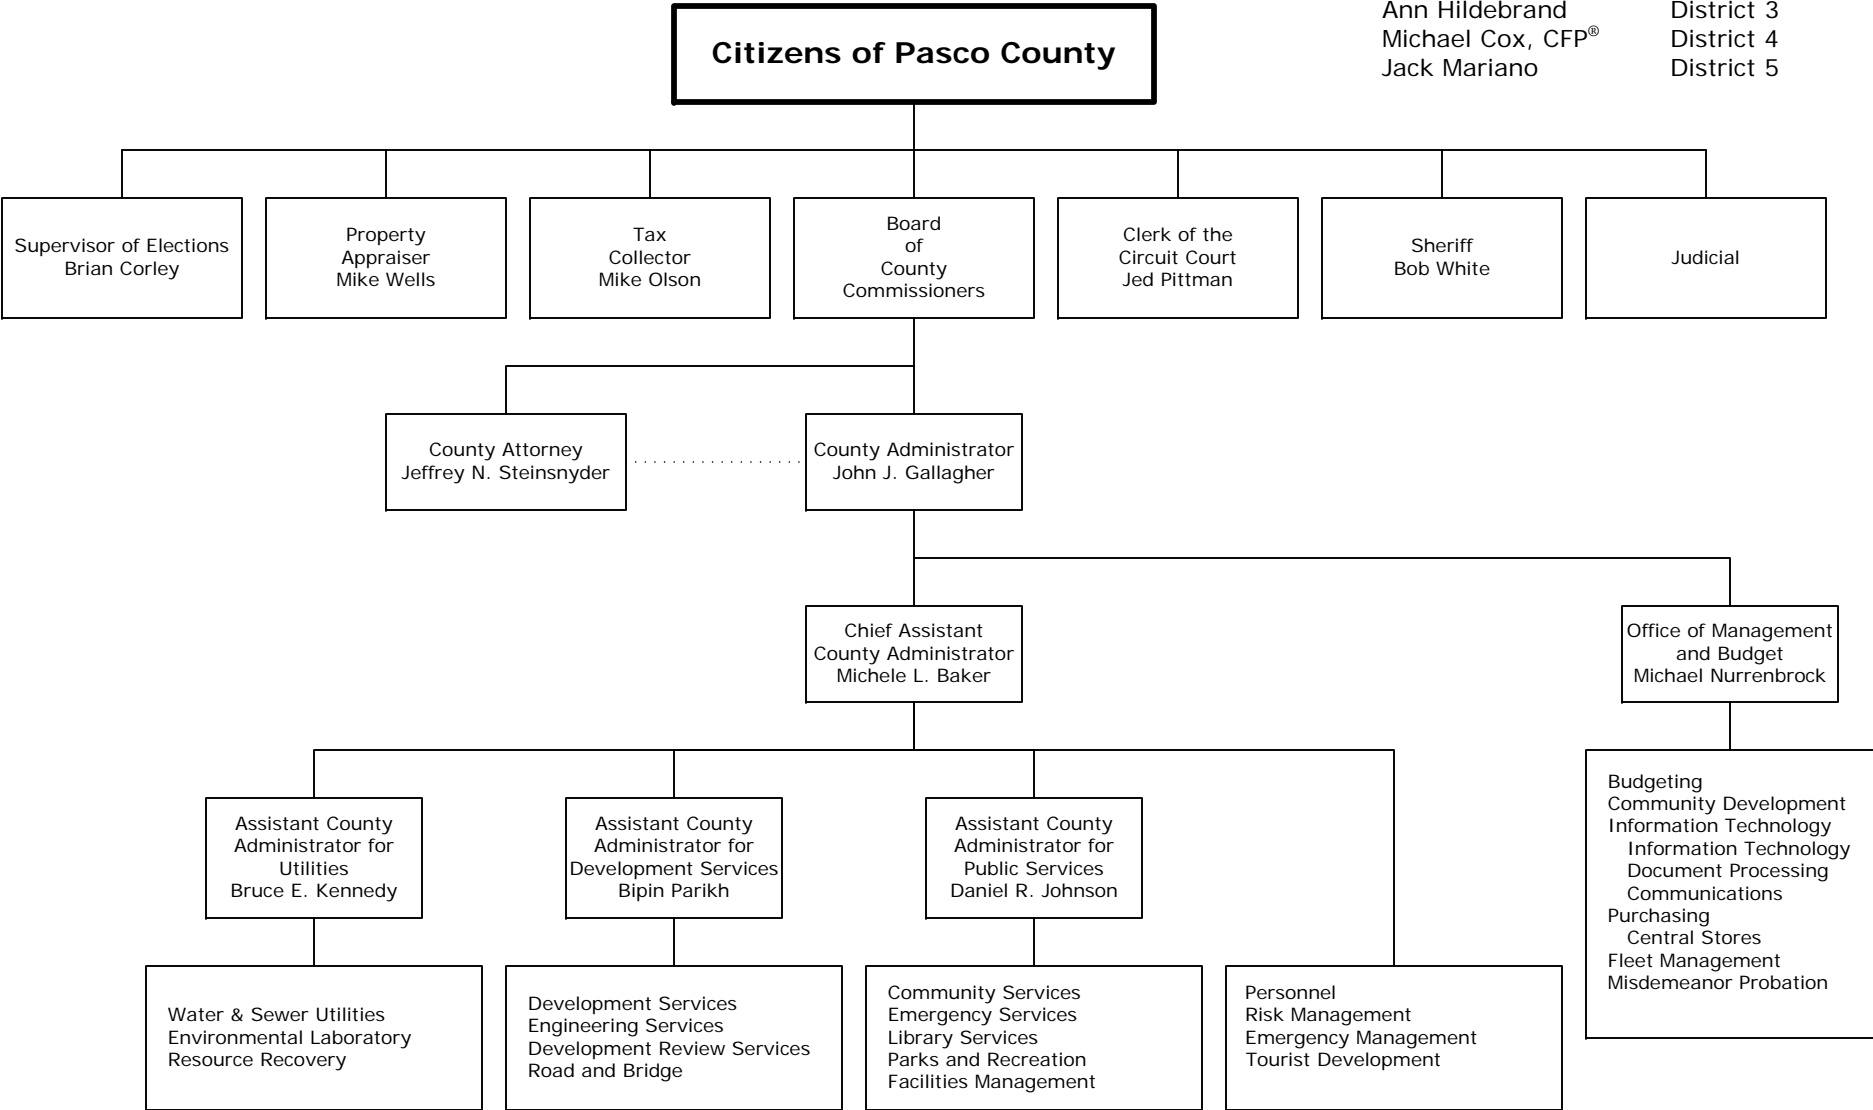 Ann Hildebrand District 3
Michael Cox, CFP® District 4
Jack Mariano District 5
Citizens of Pasco County
Supervisor of Elections
Brian Corley
Property
Appraiser
Mike Wells
Tax
Collector
Mike Olson
Board
of
County
Commissioners
Clerk of the
Circuit Court
Jed Pittman
Sheriff
Bob White
Judicial
County Attorney
Jeffrey N. Steinsnyder
County Administrator
John J. Gallagher
Chief Assistant
County Administrator
Michele L. Baker
Office of Management
and Budget
Michael Nurrenbrock
Assistant County
Administrator for
Utilities
Bruce E. Kennedy
Assistant County
Administrator for
Development Services
Bipin Parikh
Assistant County
Administrator for
Public Services
Daniel R. Johnson
Budgeting
Community Development
Information Technology
Information Technology
Document Processing
Communications
Purchasing
Central Stores
Fleet Management
Misdemeanor Probation
Water & Sewer Utilities
Environmental Laboratory
Resource Recovery
Development Services
Engineering Services
Development Review Services
Road and Bridge
Community Services
Emergency Services
Library Services
Parks and Recreation
Facilities Management
Personnel
Risk Management
Emergency Management
Tourist Development